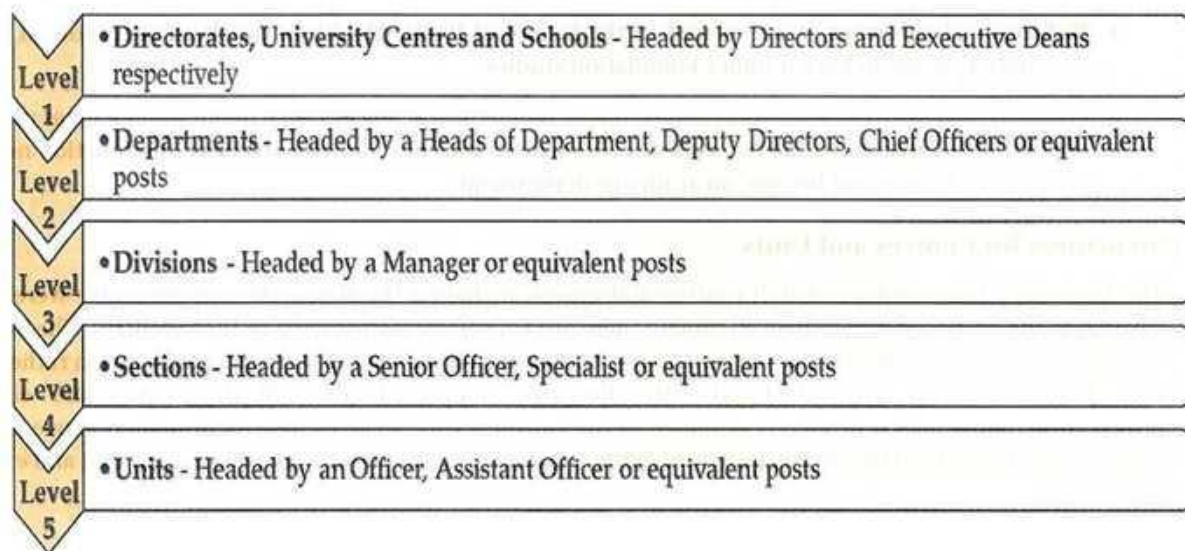 Level
1
• Directorates, University Centres and Schools - Headed by Directors and Eexecutive Deans
respectively
Level
2
• Departments - Headed by a Heads of Department, Deputy Directors, Chief Officers or equivalent
posts
Level
3
• Divisions - Headed by a Manager or equivalent posts
Level
4
• Sections - Headed by a Senior Officer, Specialist or equivalent posts
Level
5
• Units - Headed by an Officer, Assistant Officer or equivalent posts